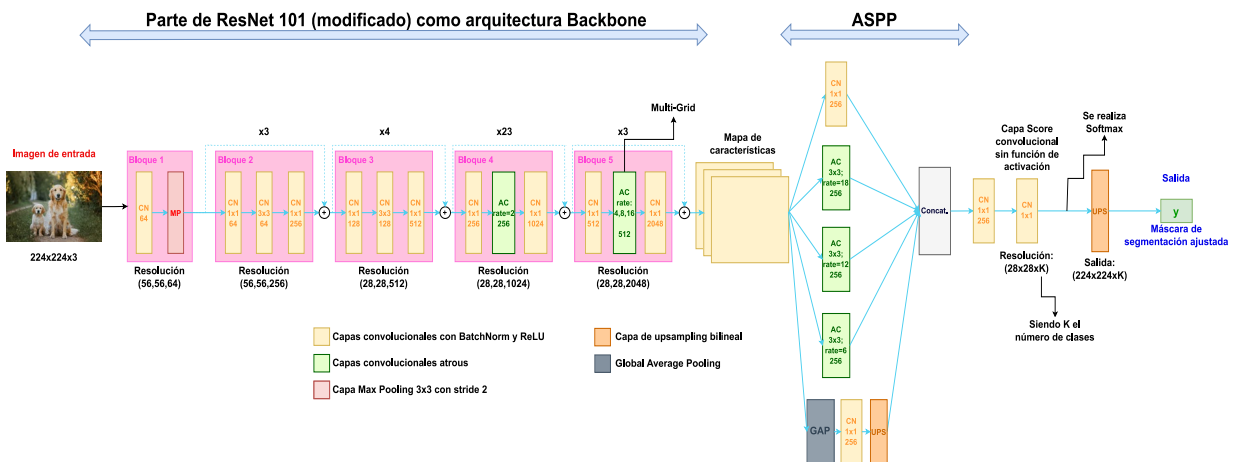 Parte de ResNet 101 (modificado) como arquitectura Backbone
ASPP
Imagen de entrada
224x224x3
Bloque 1
CN
64
MP
Resolución
(56,56,64)
x3
Bloque 2
CN
1x1
64
CN
3x3
64
CN
1x1
256
+
Resolución
(56,56,256)
x4
Bloque 3
CN
1x1
128
CN
3x3
128
CN
1x1
512
+
Resolución
(28,28,512)
x23
Bloque 4
CN
1x1
256
AC
rate=2
256
CN
1x1
1024
+
Resolución
(28,28,1024)
x3
Multi-Grid
Bloque 5
CN
1x1
512
AC
rate:
4,8,16
512
CN
1x1
2048
+
Resolución
(28,28,2048)
Mapa de
características
CN
1x1
256
AC
3x3;
rate=18
256
AC
3x3;
rate=12
256
AC
3x3;
rate=6
256
GAP
CN
1x1
256
UPS
Concat.
CN
1x1
256
Capa Score
convolucional
sin función de
activación
CN
1x1
Resolución:
(28x28xK)
Siendo K el
número de clases
Se realiza
Softmax
UPS
Salida:
(224x224xK)
Salida
y
Máscara de
segmentación ajustada
Capas convolucionales con BatchNorm y ReLU
Capas convolucionales atrous
Capa Max Pooling 3x3 con stride 2
Capa de upsampling bilineal
Global Average Pooling